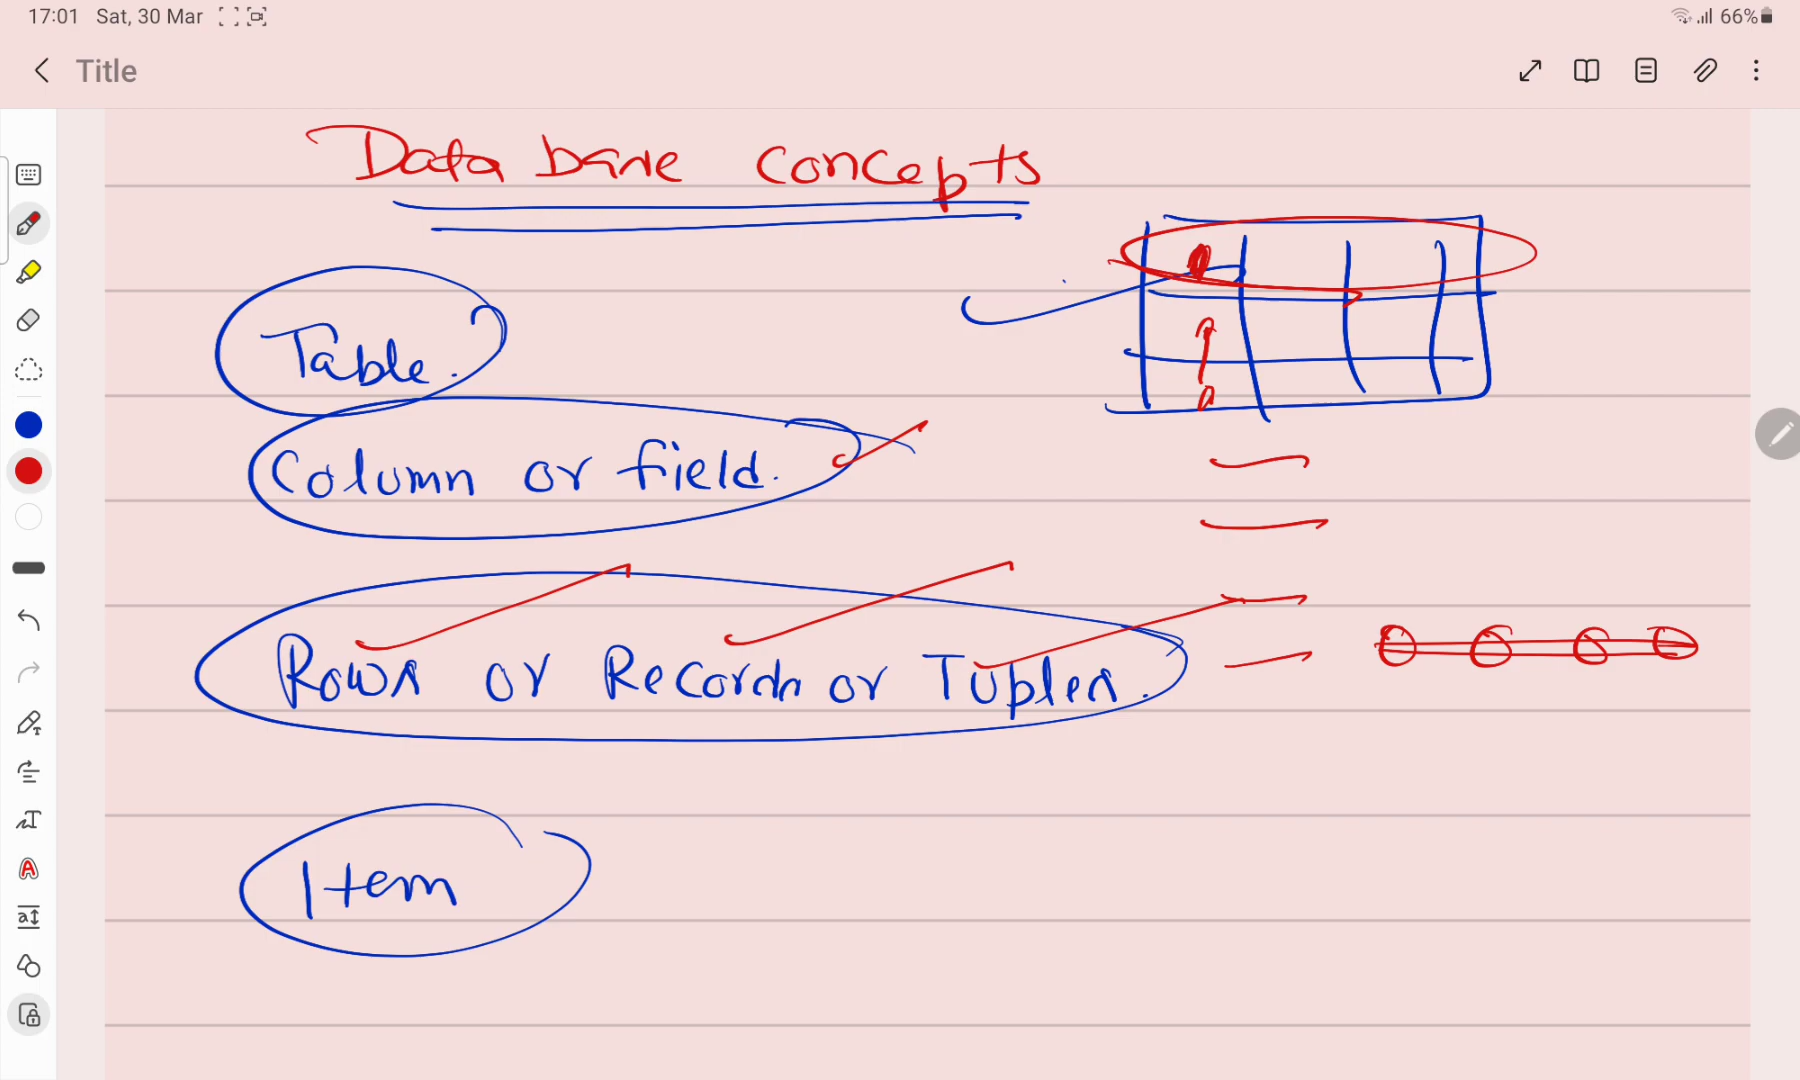 17:01 Sat, 30 Mar 66%
Title
Data base concepts
Table.
Column or field.
Rows or Records or Tuples.
Item